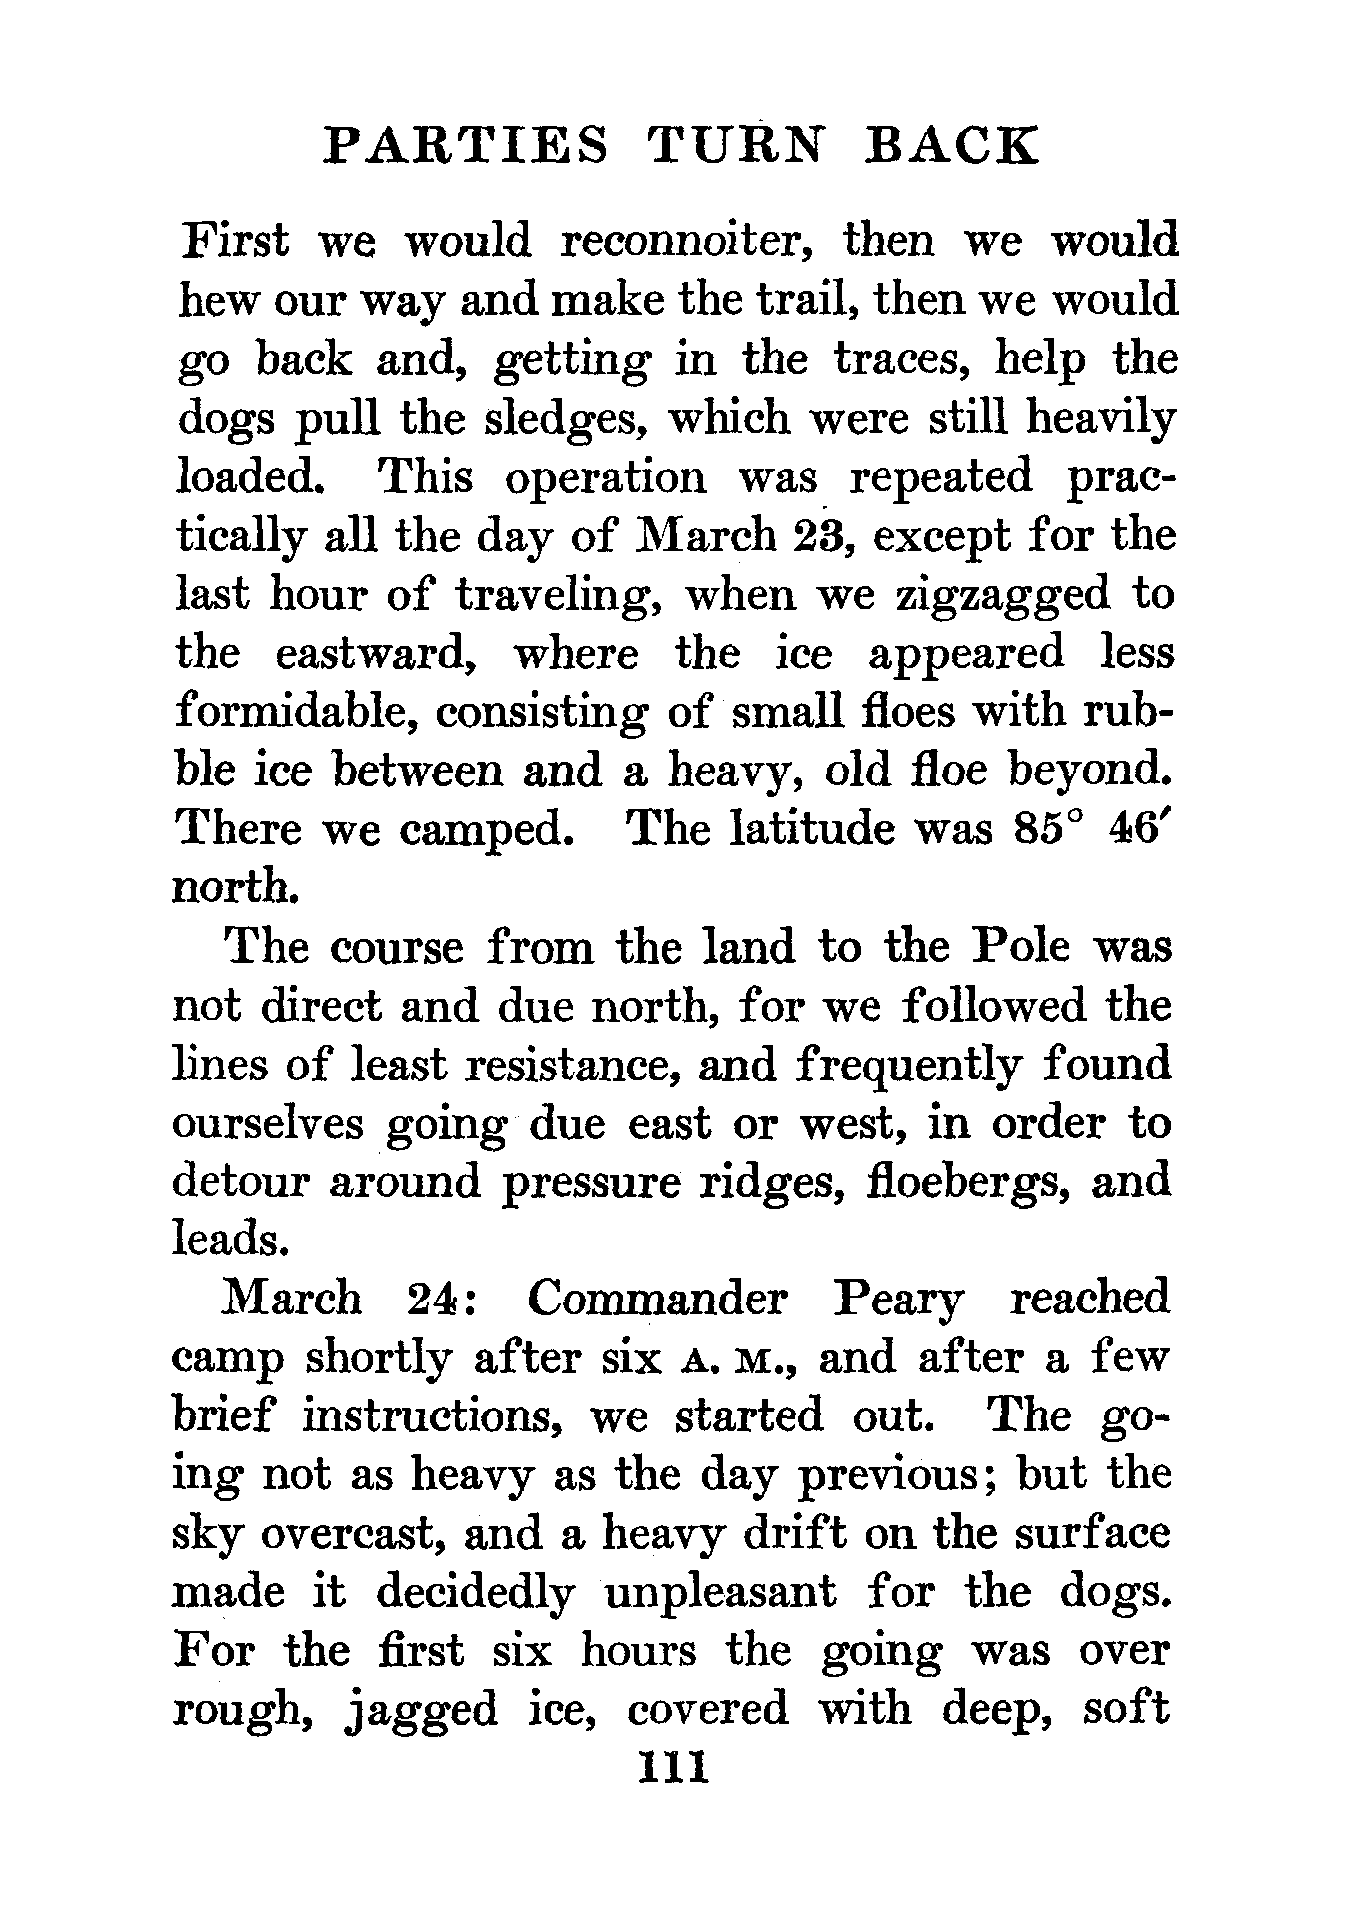 PARTIES TURN BACK
First we would reconnoiter, then we would
hew our way and make the trail, then we would
go back and, getting in the traces, help the
dogs pull the sledges, which were still heavily
loaded. This operation was repeated prac-
tically all the day of March 23, except for the
last hour of traveling, when we zigzagged to
the eastward, where the ice appeared less
formidable, consisting of small floes with rub-
ble ice between and a heavy, old floe beyond.
There we camped. The latitude was 85° 46′
north.
The course from the land to the Pole was
not direct and due north, for we followed the
lines of least resistance, and frequently found
ourselves going due east or west, in order to
detour around pressure ridges, floebergs, and
leads.
March 24: Commander Peary reached
camp shortly after six A. M., and after a few
brief instructions, we started out. The go-
ing not as heavy as the day previous; but the
sky overcast, and a heavy drift on the surface
made it decidedly unpleasant for the dogs.
For the first six hours the going was over
rough, jagged ice, covered with deep, soft
111